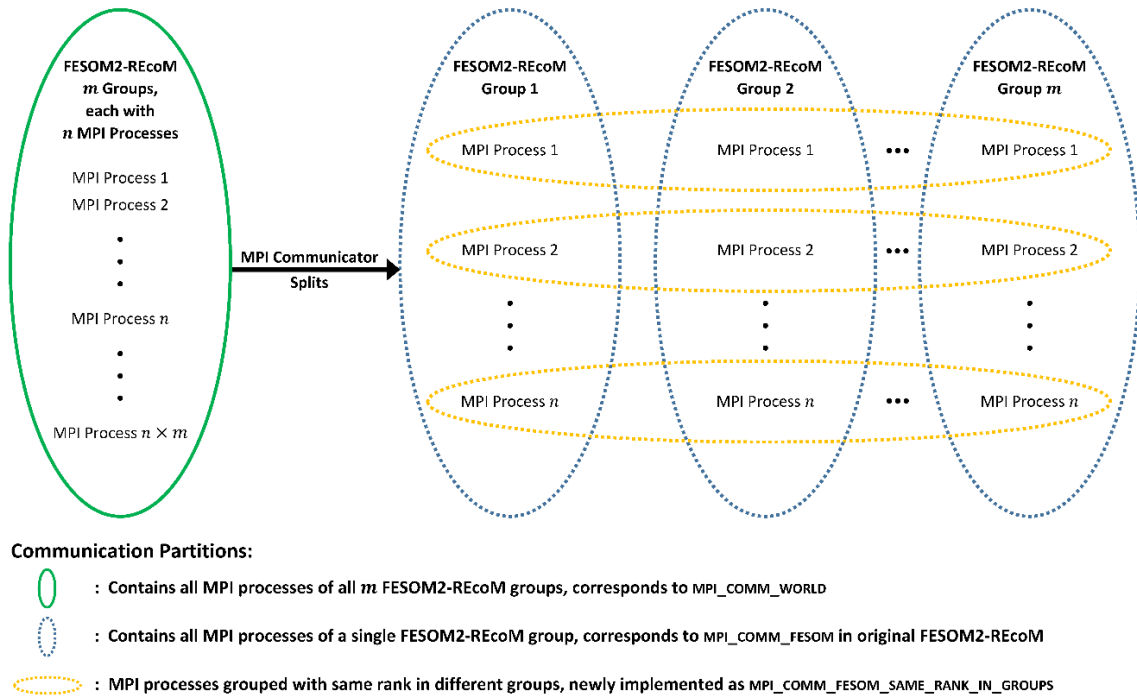 FESOM2-REcoM
m Groups,
each with
n MPI Processes
MPI Process 1
MPI Process 2
MPI Process n
MPI Process n × m
MPI Communicator
Splits
FESOM2-REcoM
Group 1
FESOM2-REcoM
Group 2
FESOM2-REcoM
Group m
MPI Process 1 MPI Process 1 ••• MPI Process 1
MPI Process 2 MPI Process 2 ••• MPI Process 2
MPI Process n MPI Process n ••• MPI Process n
Communication Partitions:
: Contains all MPI processes of all m FESOM2-REcoM groups, corresponds to MPI_COMM_WORLD
: Contains all MPI processes of a single FESOM2-REcoM group, corresponds to MPI_COMM_FESOM in original FESOM2-REcoM
: MPI processes grouped with same rank in different groups, newly implemented as MPI_COMM_FESOM_SAME_RANK_IN_GROUPS